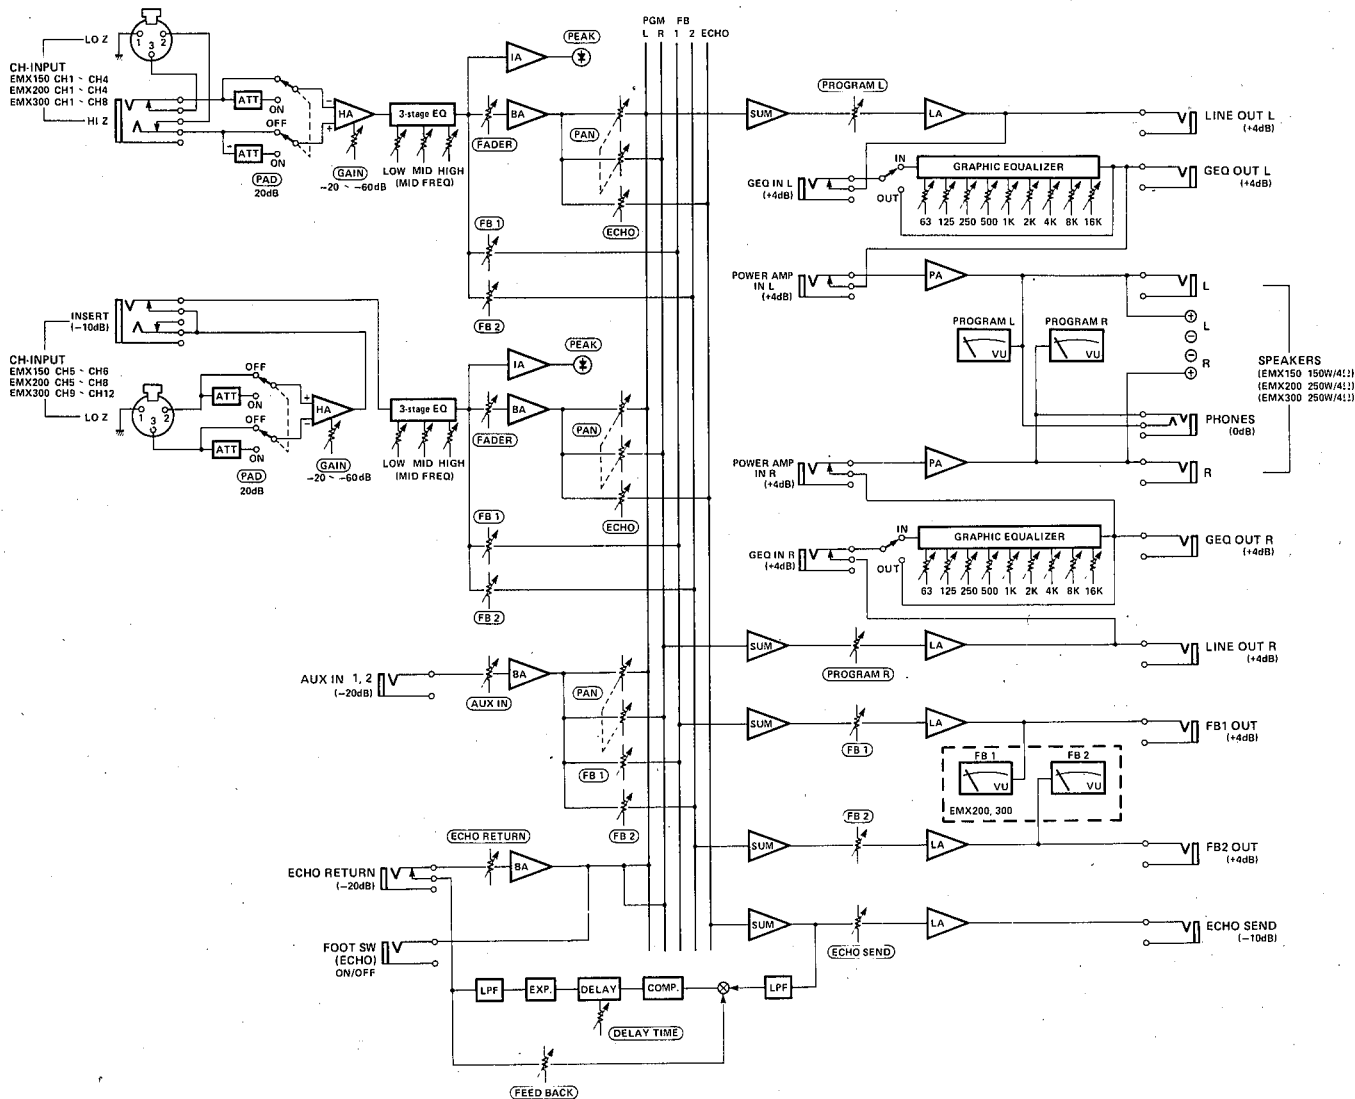 PGM FB
L R 1 2 ECHO
LO Z
1 2
3
CH-INPUT
EMX150 CH1 ~ CH4
EMX200 CH1 ~ CH4
EMX300 CH1 ~ CH8
HI Z
ATT
ON
OFF
ATT
ON
PAD
20dB
HA
− +
GAIN
−20 ~ −60dB
3-stage EQ
LOW MID HIGH
(MID FREQ)
IA
PEAK
FADER
BA
PAN
ECHO
FB 1
FB 2
INSERT
(−10dB)
CH-INPUT
EMX150 CH5 ~ CH6
EMX200 CH5 ~ CH8
EMX300 CH9 ~ CH12
LO Z
1 2
3
OFF
ATT
ON
OFF
ATT
ON
PAD
20dB
+ −
HA
GAIN
−20 ~ −60dB
3-stage EQ
LOW MID HIGH
(MID FREQ)
IA
PEAK
FADER
BA
PAN
ECHO
FB 1
FB 2
AUX IN 1, 2
(−20dB)
AUX IN
BA
PAN
FB 1
FB 2
ECHO RETURN
(−20dB)
ECHO RETURN
BA
FOOT SW
(ECHO)
ON/OFF
LPF
EXP.
DELAY
COMP.
LPF
DELAY TIME
FEED BACK
SUM
PROGRAM L
LA
LINE OUT L
(+4dB)
GEQ IN L
(+4dB)
IN
OUT
GRAPHIC EQUALIZER
63 125 250 500 1K 2K 4K 8K 16K
GEQ OUT L
(+4dB)
POWER AMP
IN L
(+4dB)
PA
L
PROGRAM L
VU
PROGRAM R
VU
+
L
−
−
R
+
SPEAKERS
(EMX150 150W/4Ω)
(EMX200 250W/4Ω)
(EMX300 250W/4Ω)
PHONES
(0dB)
POWER AMP
IN R
(+4dB)
PA
R
GEQ IN R
(+4dB)
IN
OUT
GRAPHIC EQUALIZER
63 125 250 500 1K 2K 4K 8K 16K
GEQ OUT R
(+4dB)
SUM
PROGRAM R
LA
LINE OUT R
(+4dB)
SUM
FB 1
LA
FB1 OUT
(+4dB)
FB 1
VU
FB 2
VU
EMX200, 300
SUM
FB 2
LA
FB2 OUT
(+4dB)
SUM
ECHO SEND
LA
ECHO SEND
(−10dB)